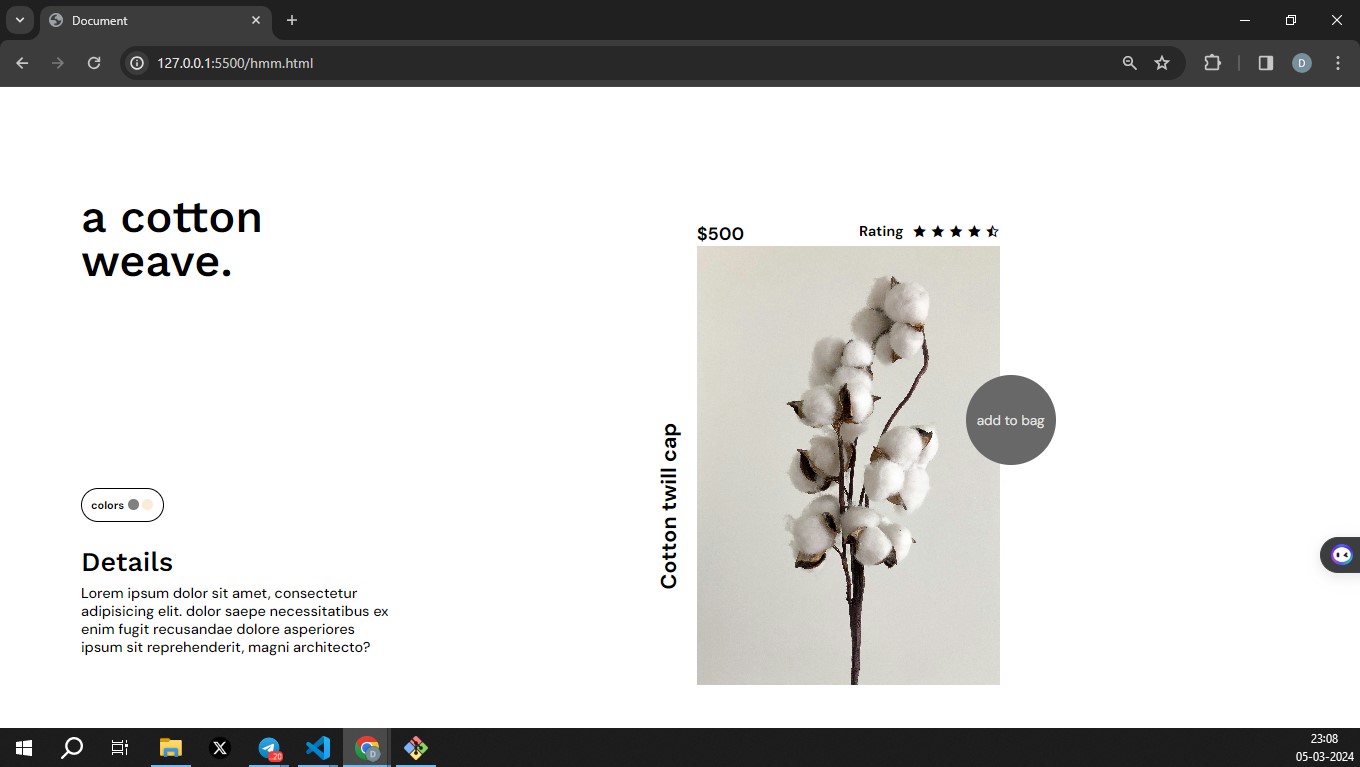 Document
127.0.0.1:5500/hmm.html
D
a cotton
weave.
$500
Rating
add to bag
Cotton twill cap
colors
Details
Lorem ipsum dolor sit amet, consectetur
adipisicing elit. dolor saepe necessitatibus ex
enim fugit recusandae dolore asperiores
ipsum sit reprehenderit, magni architecto?
20
D
23:08
05-03-2024